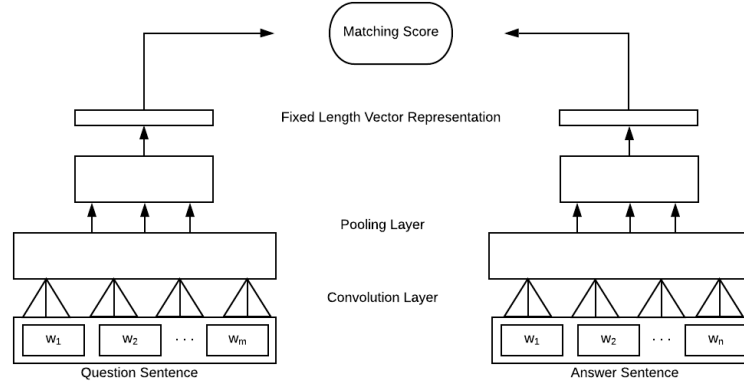 Matching Score
Fixed Length Vector Representation
Pooling Layer
Convolution Layer
w1 w2 ... wm
w1 w2 ... wn
Question Sentence
Answer Sentence